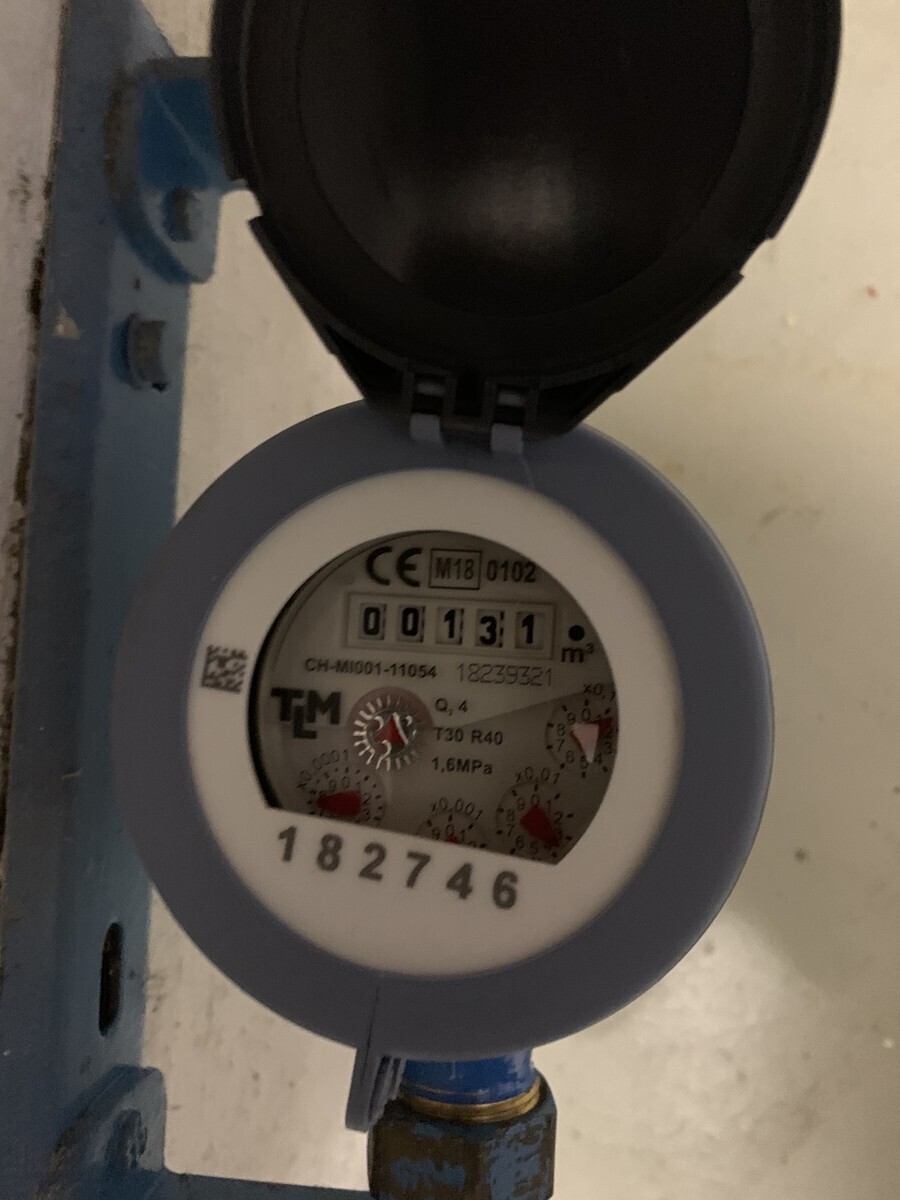 CE M18 0102
00131
m³
CH-MI001-11054 18239321
TLM
Q, 4
T30 R40
1,6MPa
x0,0001
x0,001
x0,01
x0,1
182746